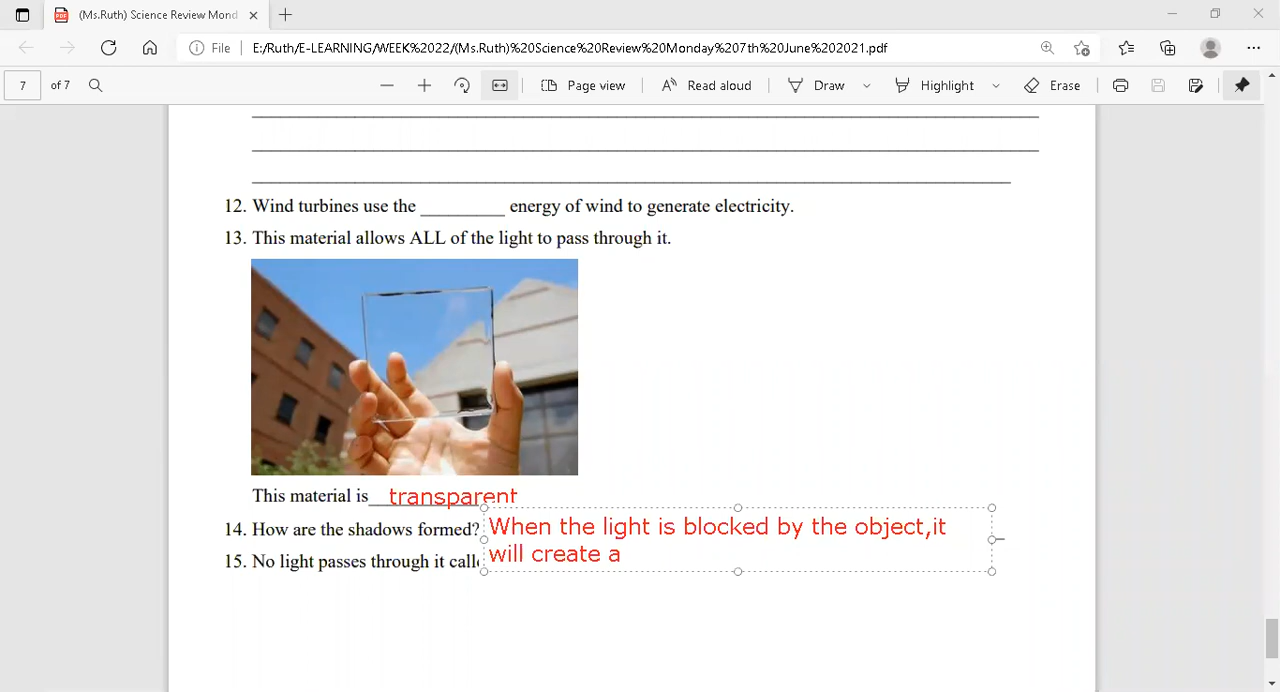 (Ms.Ruth) Science Review Mond
File E:/Ruth/E-LEARNING/WEEK%2022/(Ms.Ruth)%20Science%20Review%20Monday%207th%20June%202021.pdf
7 of 7 Page view Read aloud Draw Highlight Erase
12. Wind turbines use the _________ energy of wind to generate electricity.
13. This material allows ALL of the light to pass through it.
This material is transparent
14. How are the shadows formed? When the light is blocked by the object,it
will create a
15. No light passes through it calle